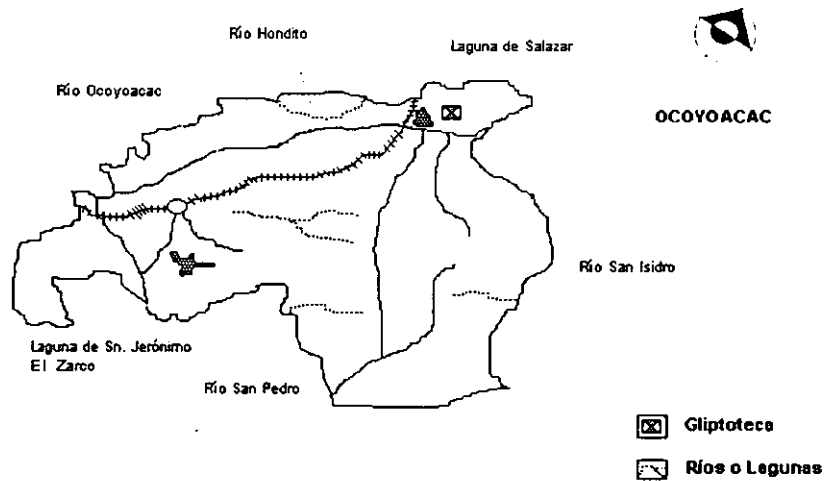 Río Hondito
Laguna de Salazar
Río Ocoyoacac
OCOYOACAC
Río San Isidro
Laguna de Sn. Jerónimo
El Zarco
Río San Pedro
Gliptoteca
Ríos o Lagunas